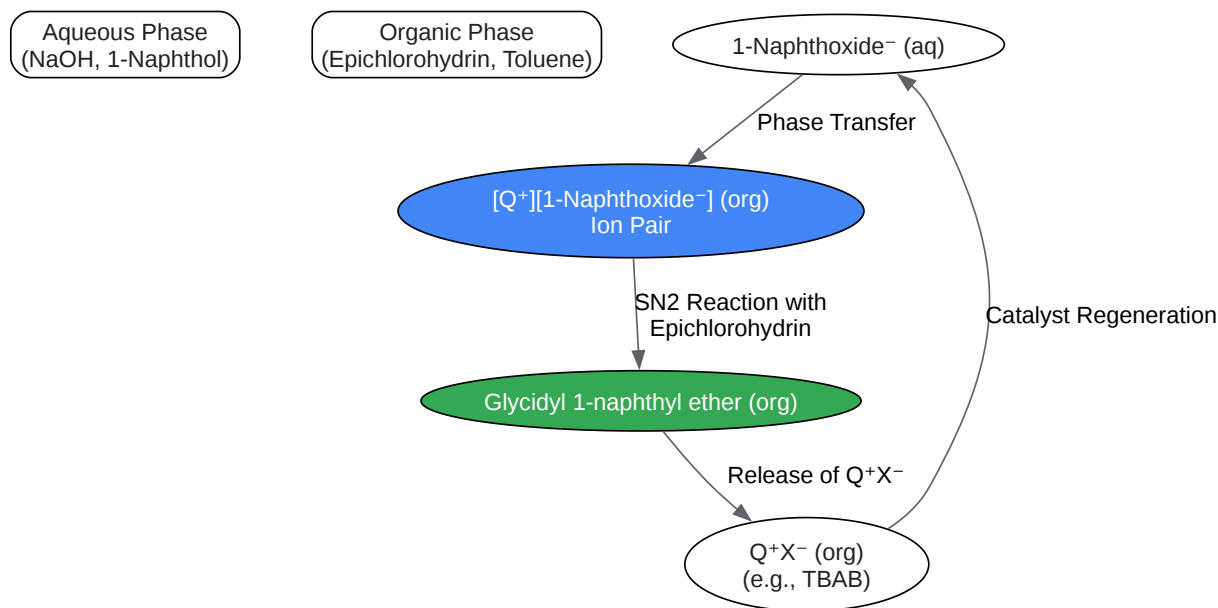 Aqueous Phase
(NaOH, 1-Naphthol)
Organic Phase
(Epichlorohydrin, Toluene)
1-Naphthoxide⁻ (aq)
Phase Transfer
[Q⁺][1-Naphthoxide⁻] (org)
Ion Pair
SN2 Reaction with
Epichlorohydrin
Catalyst Regeneration
Glycidyl 1-naphthyl ether (org)
Release of Q⁺X⁻
Q⁺X⁻ (org)
(e.g., TBAB)